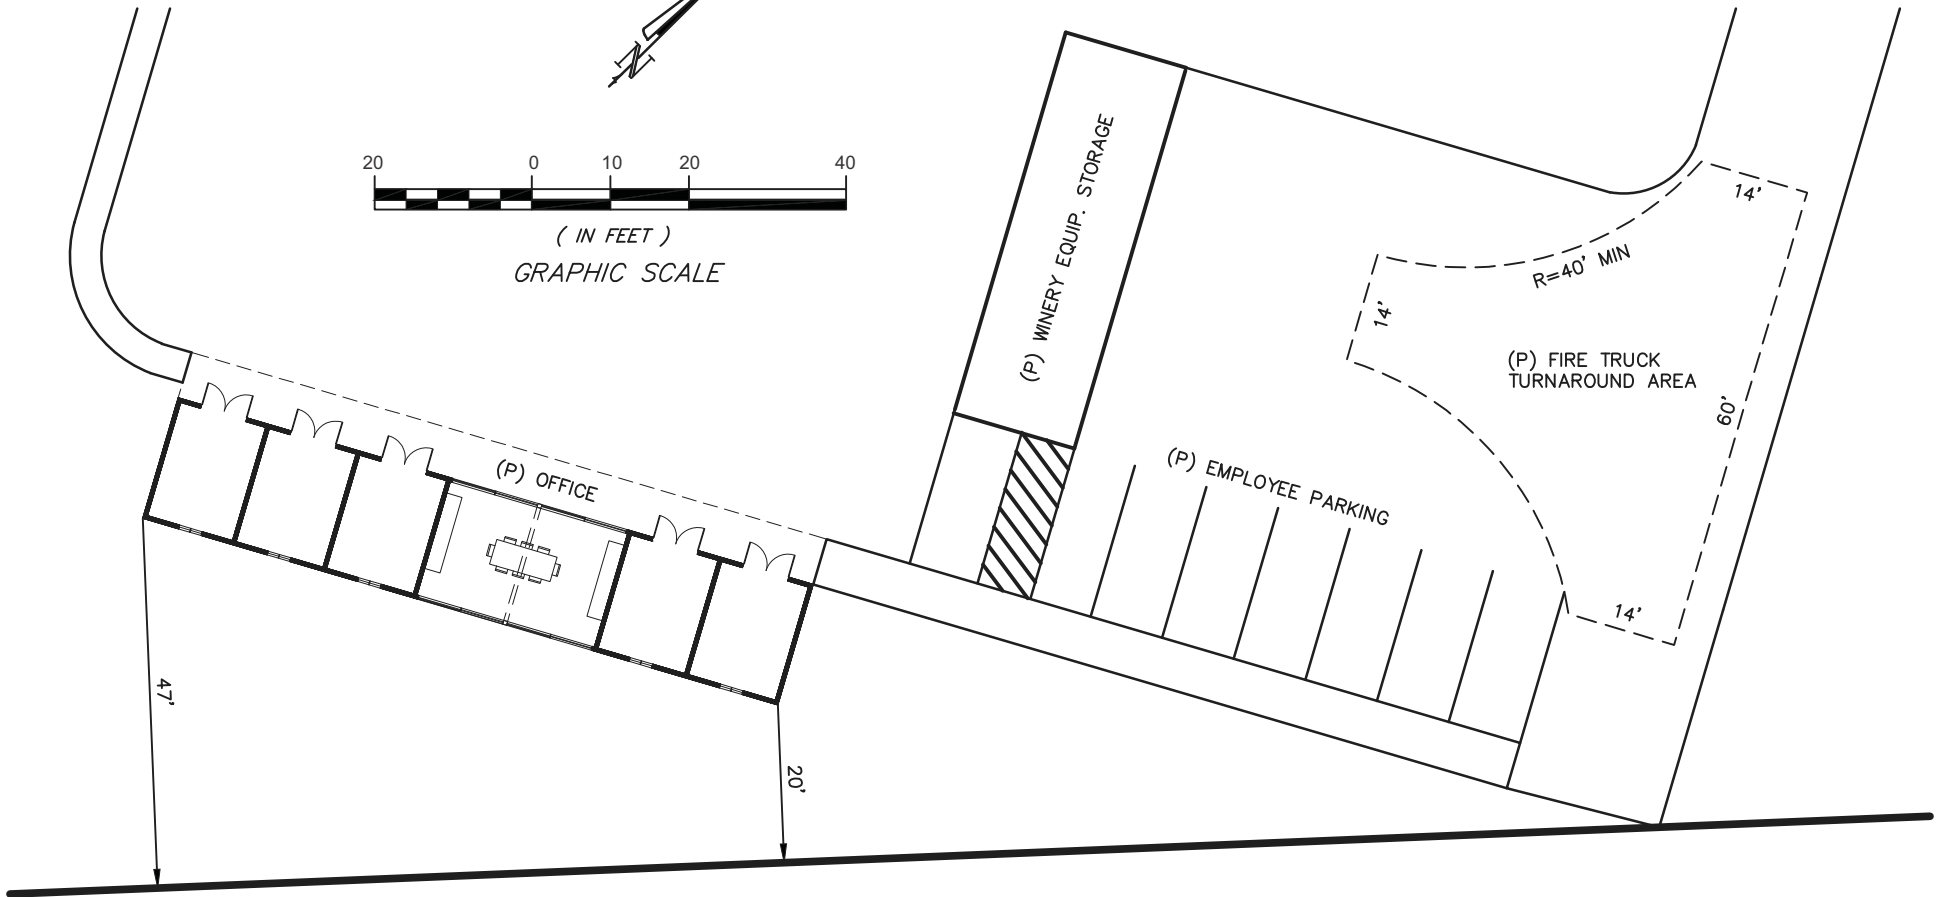 N
20 0 10 20 40
( IN FEET )
GRAPHIC SCALE
(P) WINERY EQUIP. STORAGE
14'
R=40' MIN
14'
(P) FIRE TRUCK
TURNAROUND AREA
60'
(P) OFFICE
(P) EMPLOYEE PARKING
14'
47'
20'